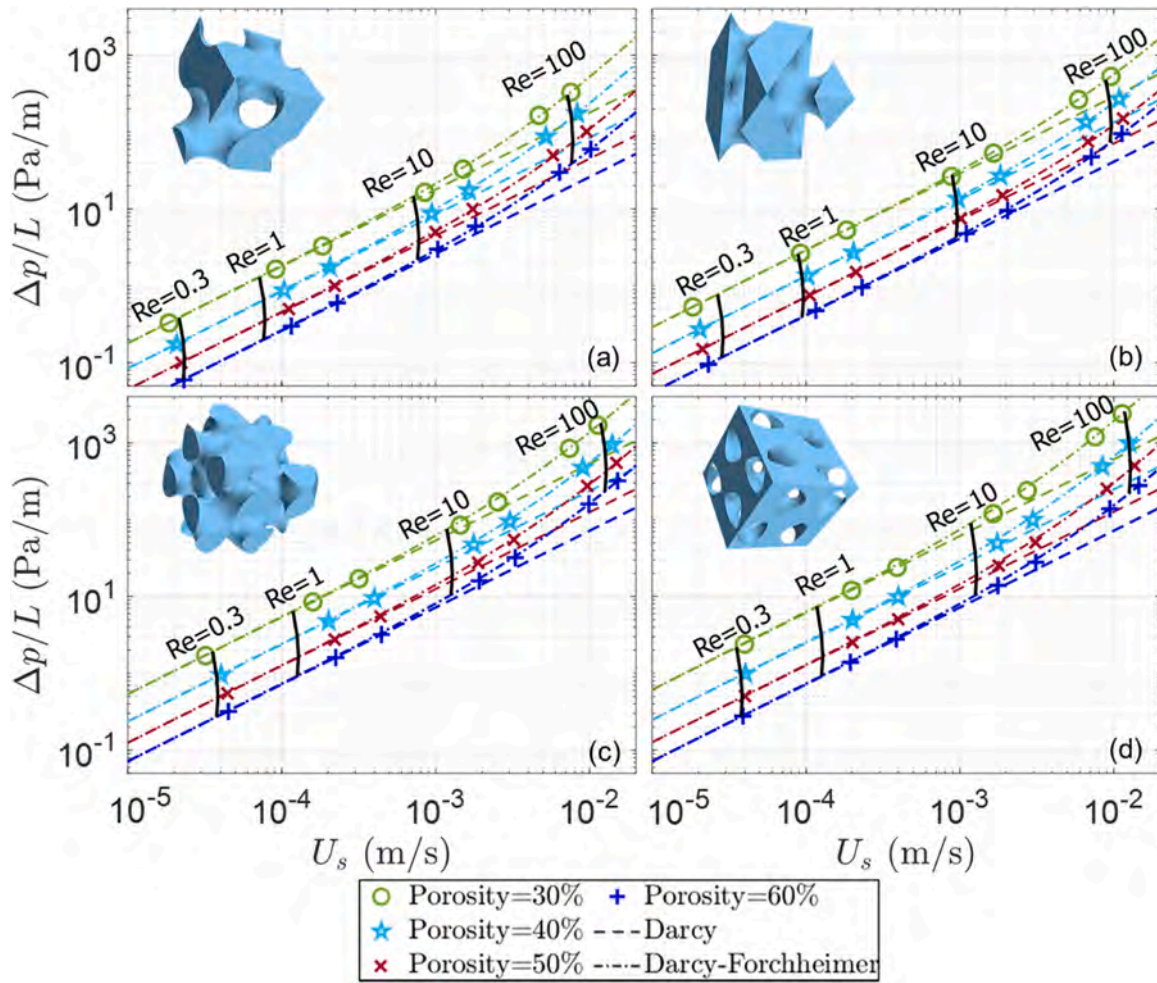 10^3
10^1
10^-1
Δp/L (Pa/m)
Re=0.3
Re=1
Re=10
Re=100
(a)
Re=0.3
Re=1
Re=10
Re=100
(b)
10^3
10^1
10^-1
Δp/L (Pa/m)
Re=0.3
Re=1
Re=10
Re=100
(c)
Re=0.3
Re=1
Re=10
Re=100
(d)
10^-5 10^-4 10^-3 10^-2 10^-4 10^-3 10^-2
U_s (m/s) U_s (m/s)
Porosity=30% Porosity=60%
Porosity=40% Darcy
Porosity=50% Darcy-Forchheimer